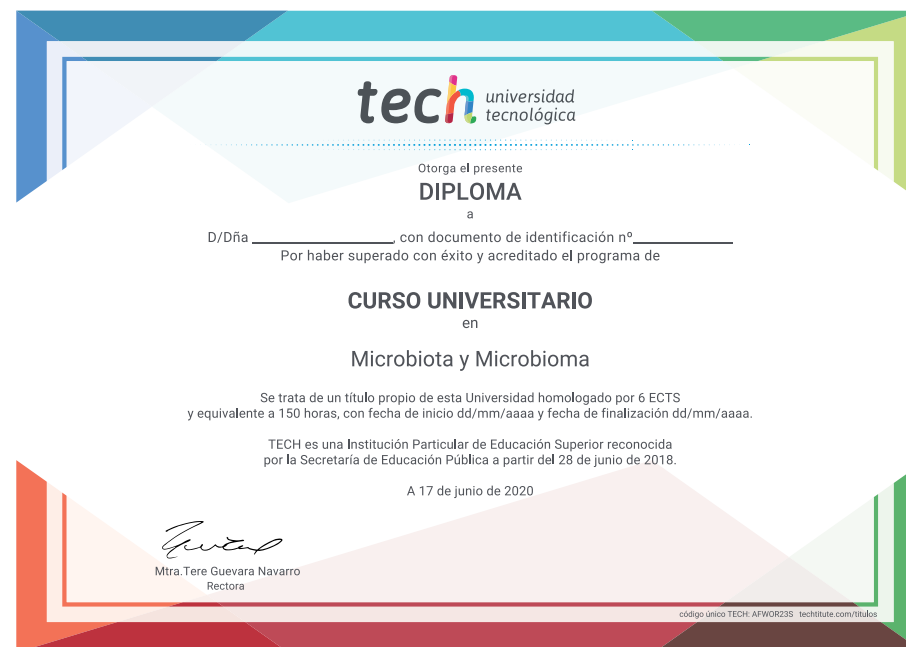 tech universidad
tecnológica
Otorga el presente
DIPLOMA
a
D/Dña ____________________, con documento de identificación nº______________
Por haber superado con éxito y acreditado el programa de
CURSO UNIVERSITARIO
en
Microbiota y Microbioma
Se trata de un título propio de esta Universidad homologado por 6 ECTS
y equivalente a 150 horas, con fecha de inicio dd/mm/aaaa y fecha de finalización dd/mm/aaaa.
TECH es una Institución Particular de Educación Superior reconocida
por la Secretaría de Educación Pública a partir del 28 de junio de 2018.
A 17 de junio de 2020
Mtra.Tere Guevara Navarro
Rectora
código único TECH: AFWOR23S techtitute.com/titulos